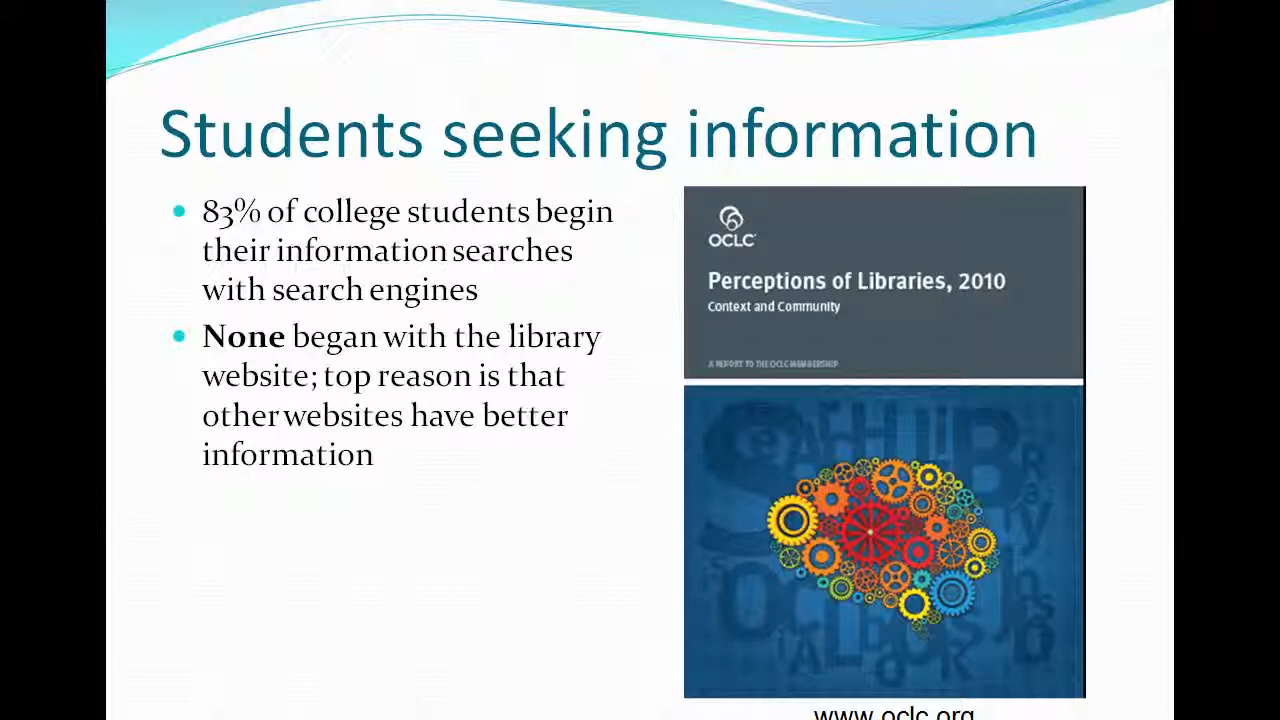 Students seeking information
83% of college students begin
their information searches
with search engines
None began with the library
website; top reason is that
other websites have better
information
OCLC
Perceptions of Libraries, 2010
Context and Community
A REPORT TO THE OCLC MEMBERSHIP
www.oclc.org